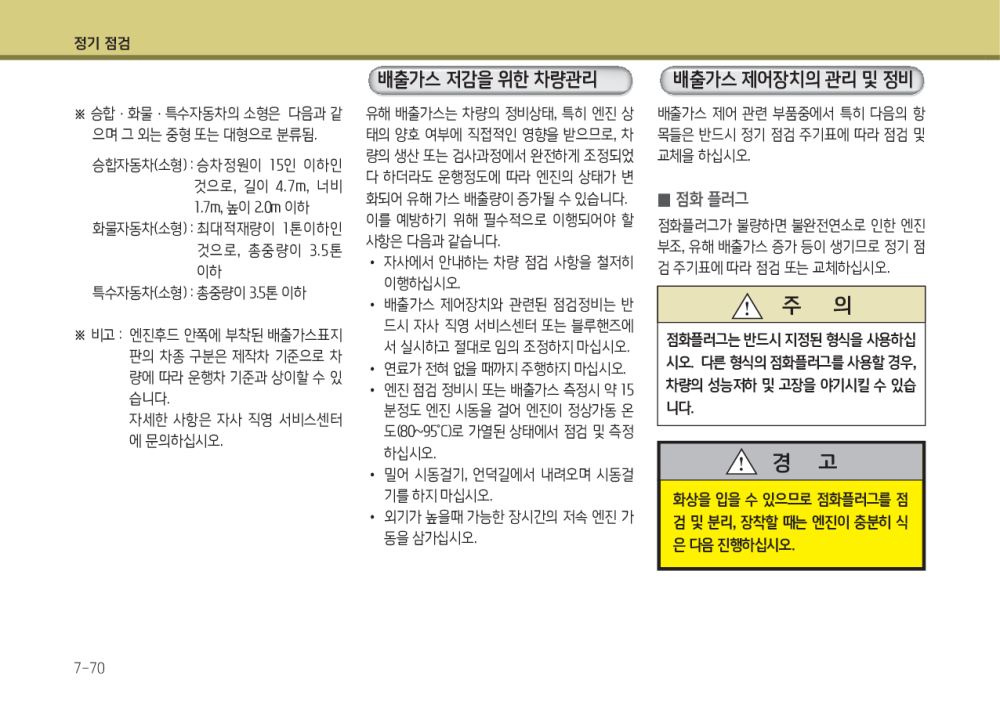 정기 점검
※ 승합 · 화물 · 특수자동차의 소형은 다음과 같
으며 그 외는 중형 또는 대형으로 분류됨.
승합자동차(소형) : 승차정원이 15인 이하인
것으로, 길이 4.7m, 너비
1.7m, 높이 2.0m 이하
화물자동차(소형) : 최대적재량이 1톤이하인
것으로, 총중량이 3.5톤
이하
특수자동차(소형) : 총중량이 3.5톤 이하
※ 비고 : 엔진후드 안쪽에 부착된 배출가스표지
판의 차종 구분은 제작차 기준으로 차
량에 따라 운행차 기준과 상이할 수 있
습니다.
자세한 사항은 자사 직영 서비스센터
에 문의하십시오.
배출가스 저감을 위한 차량관리
유해 배출가스는 차량의 정비상태, 특히 엔진 상
태의 양호 여부에 직접적인 영향을 받으므로, 차
량의 생산 또는 검사과정에서 완전하게 조정되었
다 하더라도 운행정도에 따라 엔진의 상태가 변
화되어 유해 가스 배출량이 증가될 수 있습니다.
이를 예방하기 위해 필수적으로 이행되어야 할
사항은 다음과 같습니다.
• 자사에서 안내하는 차량 점검 사항을 철저히
이행하십시오.
• 배출가스 제어장치와 관련된 점검정비는 반
드시 자사 직영 서비스센터 또는 블루핸즈에
서 실시하고 절대로 임의 조정하지 마십시오.
• 연료가 전혀 없을 때까지 주행하지 마십시오.
• 엔진 점검 정비시 또는 배출가스 측정시 약 15
분정도 엔진 시동을 걸어 엔진이 정상가동 온
도(80~95˚C)로 가열된 상태에서 점검 및 측정
하십시오.
• 밀어 시동걸기, 언덕길에서 내려오며 시동걸
기를 하지 마십시오.
• 외기가 높을때 가능한 장시간의 저속 엔진 가
동을 삼가십시오.
배출가스 제어장치의 관리 및 정비
배출가스 제어 관련 부품중에서 특히 다음의 항
목들은 반드시 정기 점검 주기표에 따라 점검 및
교체을 하십시오.
■ 점화 플러그
점화플러그가 불량하면 불완전연소로 인한 엔진
부조, 유해 배출가스 증가 등이 생기므로 정기 점
검 주기표에 따라 점검 또는 교체하십시오.
주 의
점화플러그는 반드시 지정된 형식을 사용하십
시오. 다른 형식의 점화플러그를 사용할 경우,
차량의 성능저하 및 고장을 야기시킬 수 있습
니다.
경 고
화상을 입을 수 있으므로 점화플러그를 점
검 및 분리, 장착할 때는 엔진이 충분히 식
은 다음 진행하십시오.
7-70